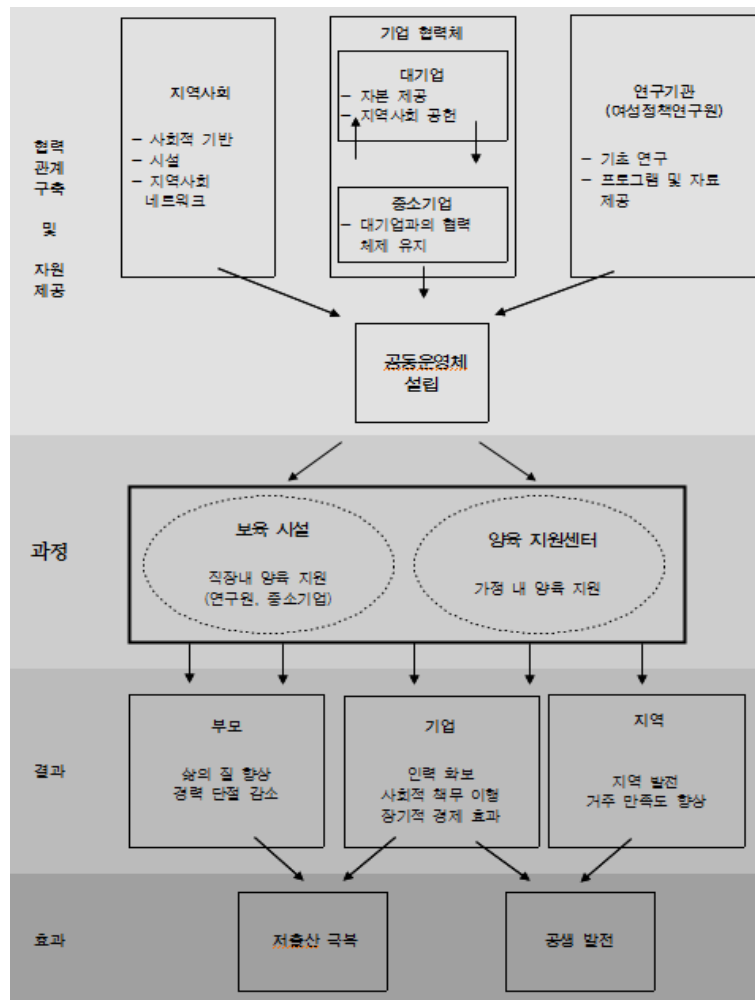 협력
관계
구축
및
자원
제공
지역사회
– 사회적 기반
– 시설
– 지역사회
네트워크
기업 협력체
대기업
– 자본 제공
– 지역사회 공헌
중소기업
– 대기업과의 협력
체제 유지
연구기관
(여성정책연구원)
– 기초 연구
– 프로그램 및 자료
제공
공동운영체
설립
과정
보육 시설
직장내 양육 지원
(연구원, 중소기업)
양육 지원센터
가정 내 양육 지원
결과
부모
삶의 질 향상
경력 단절 감소
기업
인력 확보
사회적 책무 이행
장기적 경제 효과
지역
지역 발전
거주 만족도 향상
효과
저출산 극복
공생 발전